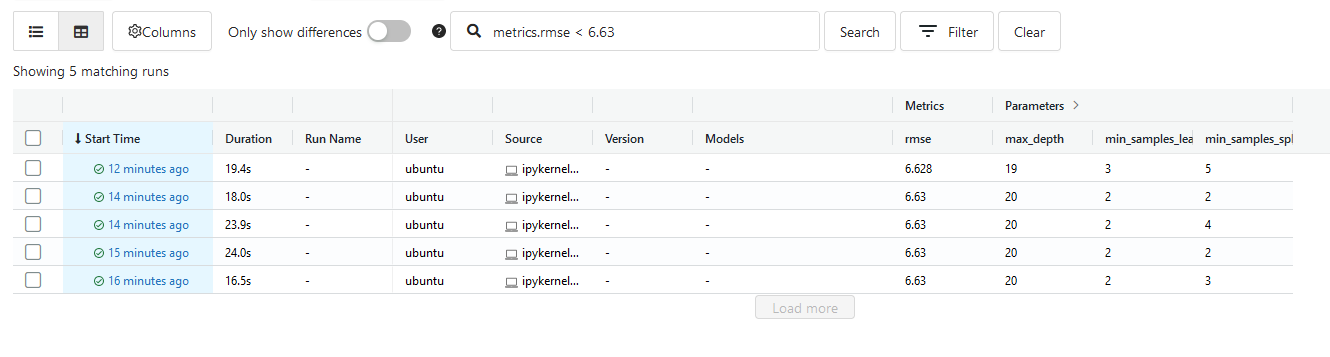 Columns Only show differences ? metrics.rmse < 6.63 Search Filter Clear
Showing 5 matching runs
Metrics Parameters >
↓ Start Time Duration Run Name User Source Version Models rmse max_depth min_samples_lea min_samples_spl
12 minutes ago 19.4s - ubuntu ipykernel... - - 6.628 19 3 5
14 minutes ago 18.0s - ubuntu ipykernel... - - 6.63 20 2 2
14 minutes ago 23.9s - ubuntu ipykernel... - - 6.63 20 2 4
15 minutes ago 24.0s - ubuntu ipykernel... - - 6.63 20 2 2
16 minutes ago 16.5s - ubuntu ipykernel... - - 6.63 20 2 3
Load more